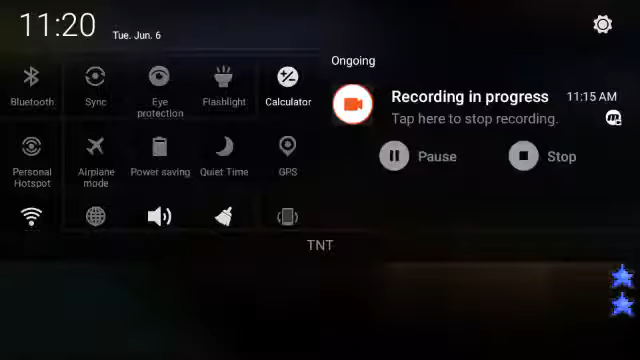 11:20 Tue. Jun. 6
Ongoing
Recording in progress 11:15 AM
Tap here to stop recording.
Pause Stop
Bluetooth Sync Eye protection Flashlight Calculator
Personal Hotspot Airplane mode Power saving Quiet Time GPS
TNT